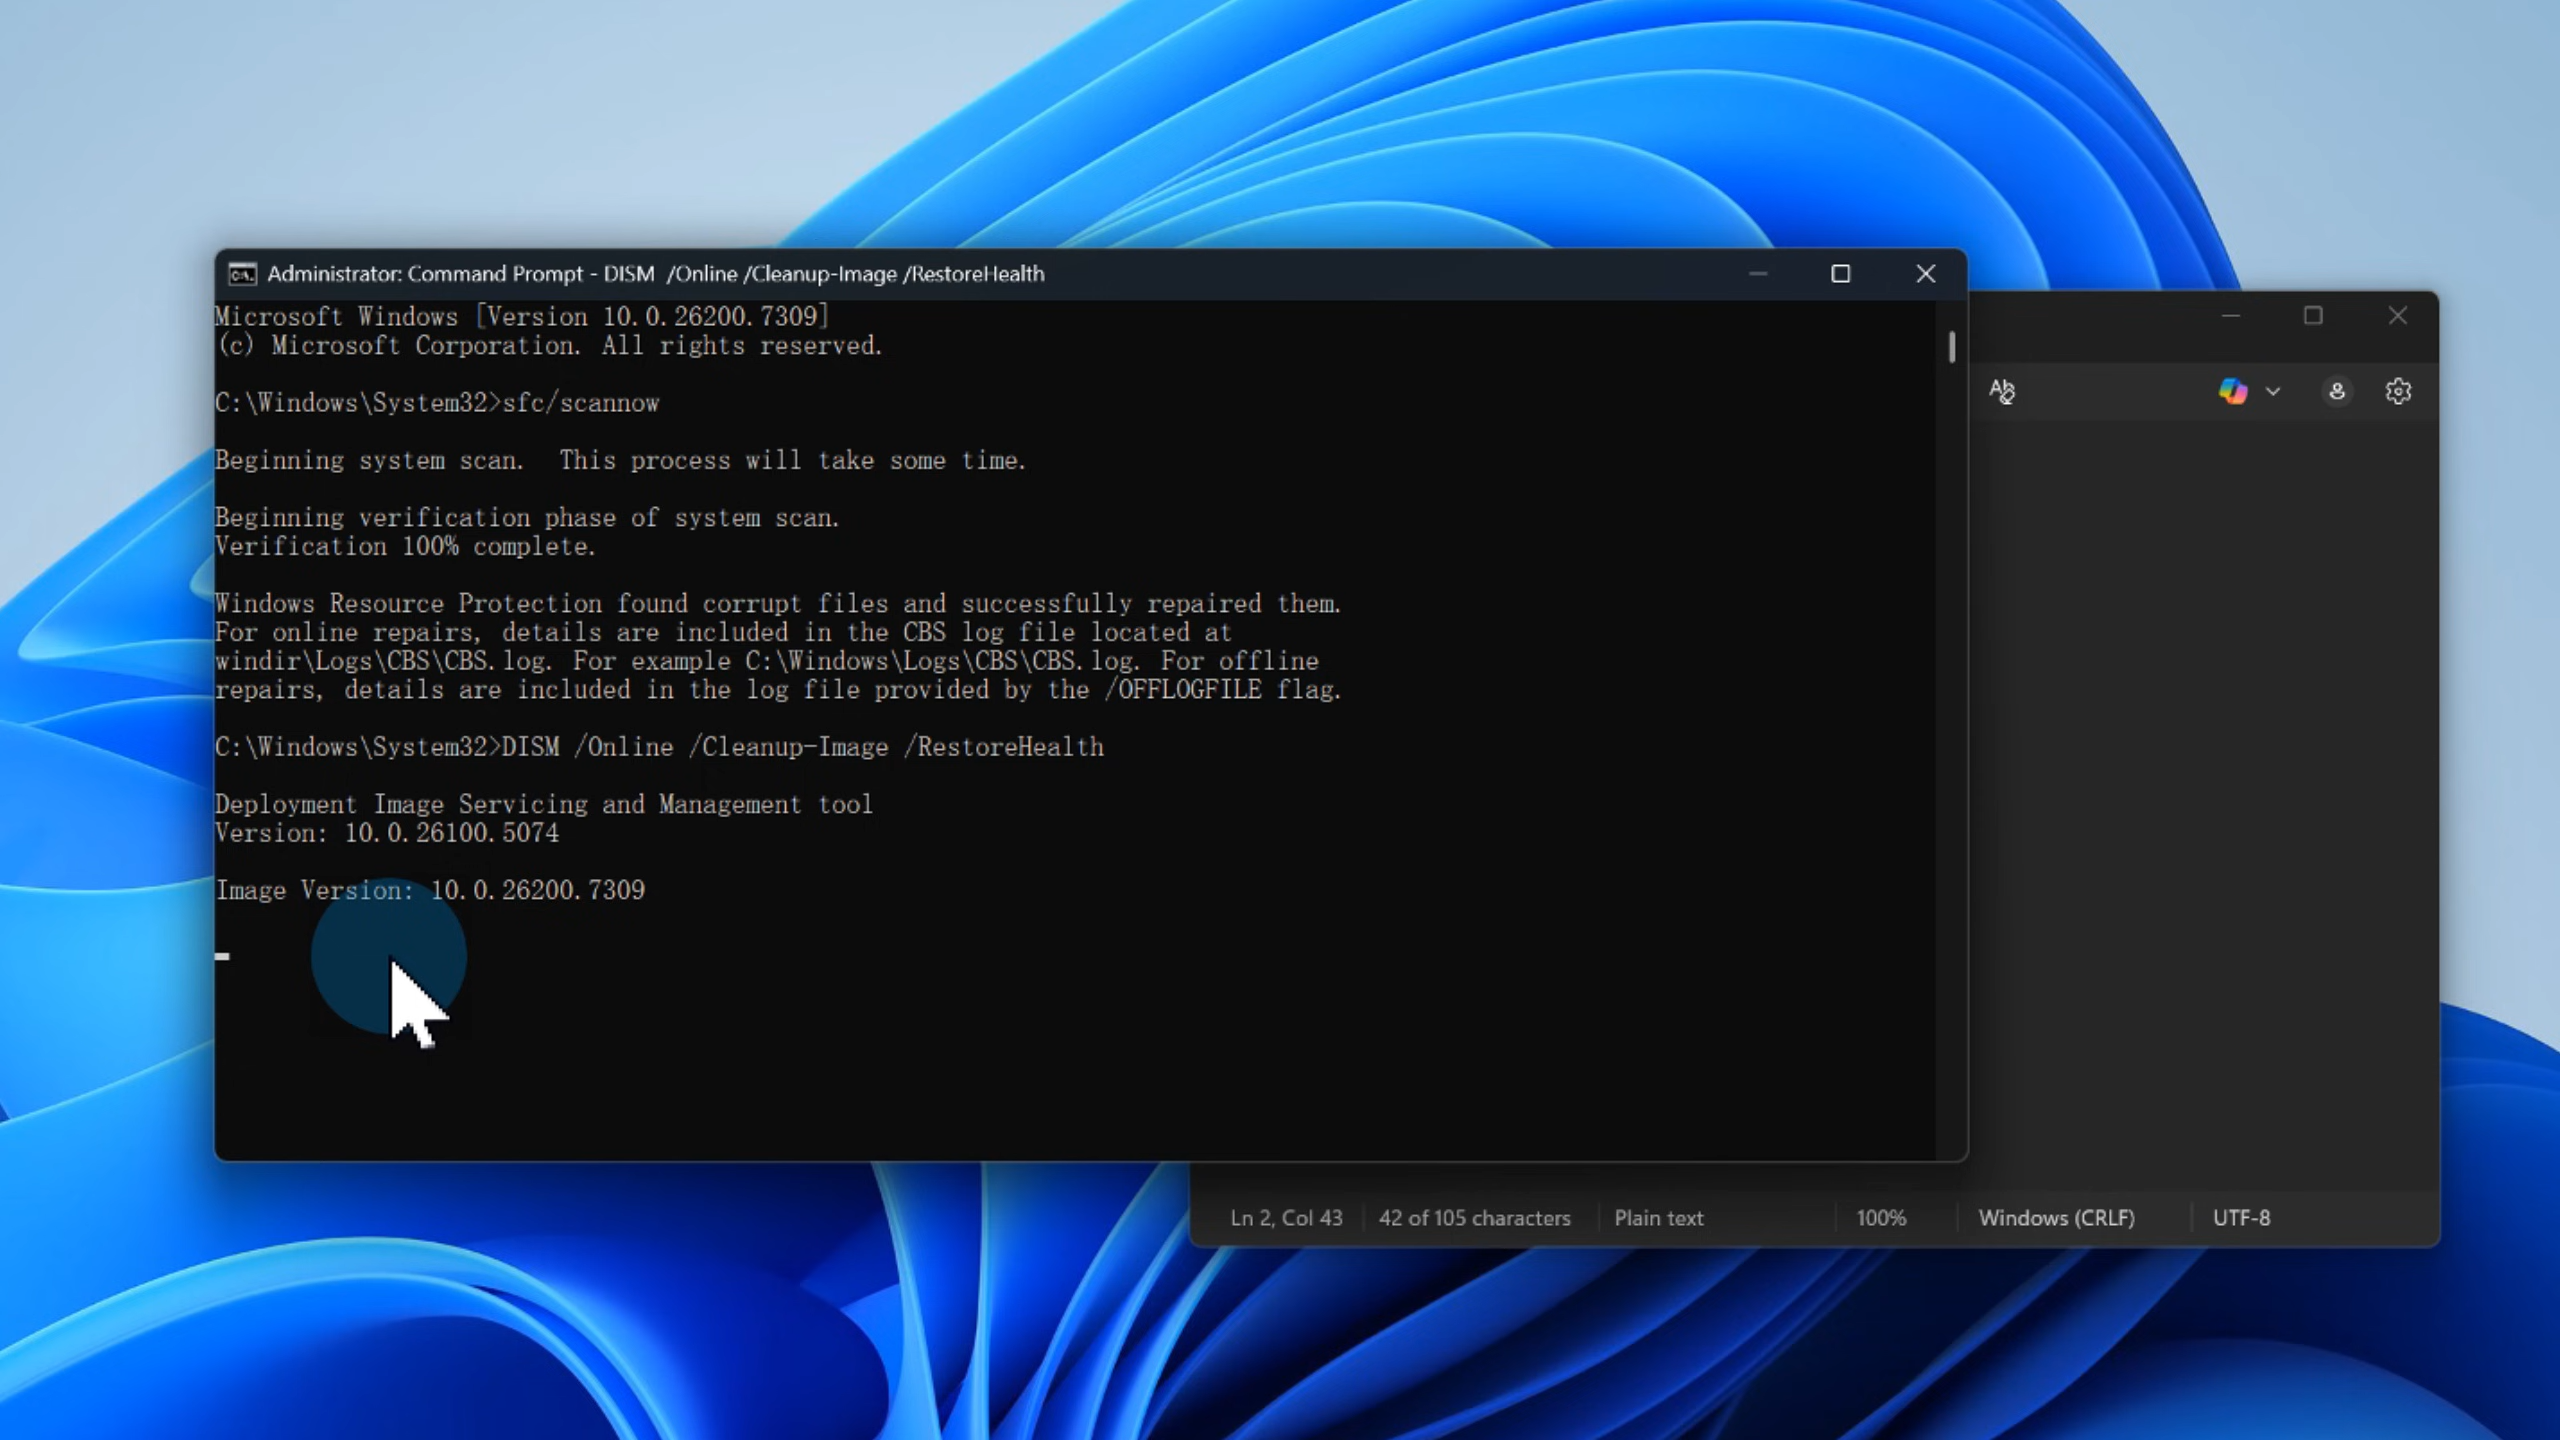 Administrator: Command Prompt - DISM  /Online /Cleanup-Image /RestoreHealth
Microsoft Windows [Version 10.0.26200.7309]
(c) Microsoft Corporation. All rights reserved.
C:\Windows\System32>sfc/scannow
Beginning system scan.  This process will take some time.
Beginning verification phase of system scan.
Verification 100% complete.
Windows Resource Protection found corrupt files and successfully repaired them.
For online repairs, details are included in the CBS log file located at
windir\Logs\CBS\CBS.log. For example C:\Windows\Logs\CBS\CBS.log. For offline
repairs, details are included in the log file provided by the /OFFLOGFILE flag.
C:\Windows\System32>DISM /Online /Cleanup-Image /RestoreHealth
Deployment Image Servicing and Management tool
Version: 10.0.26100.5074
Image Version: 10.0.26200.7309
Ln 2, Col 43 42 of 105 characters Plain text 100% Windows (CRLF) UTF-8